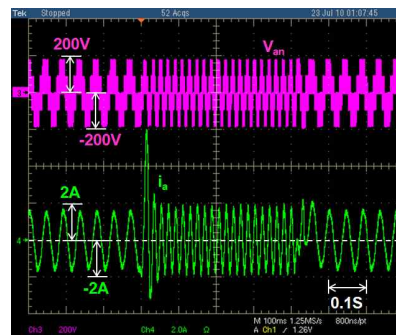 Tek Stopped 52 Acqs 23 Jul 10 01:07:45
200V
Van
-200V
2A
ia
-2A
0.1S
Ch3 200V Ch4 2.0A Ω M 100ms 1.25MS/s 800ns/pt
A Ch1 ∕ 1.26V